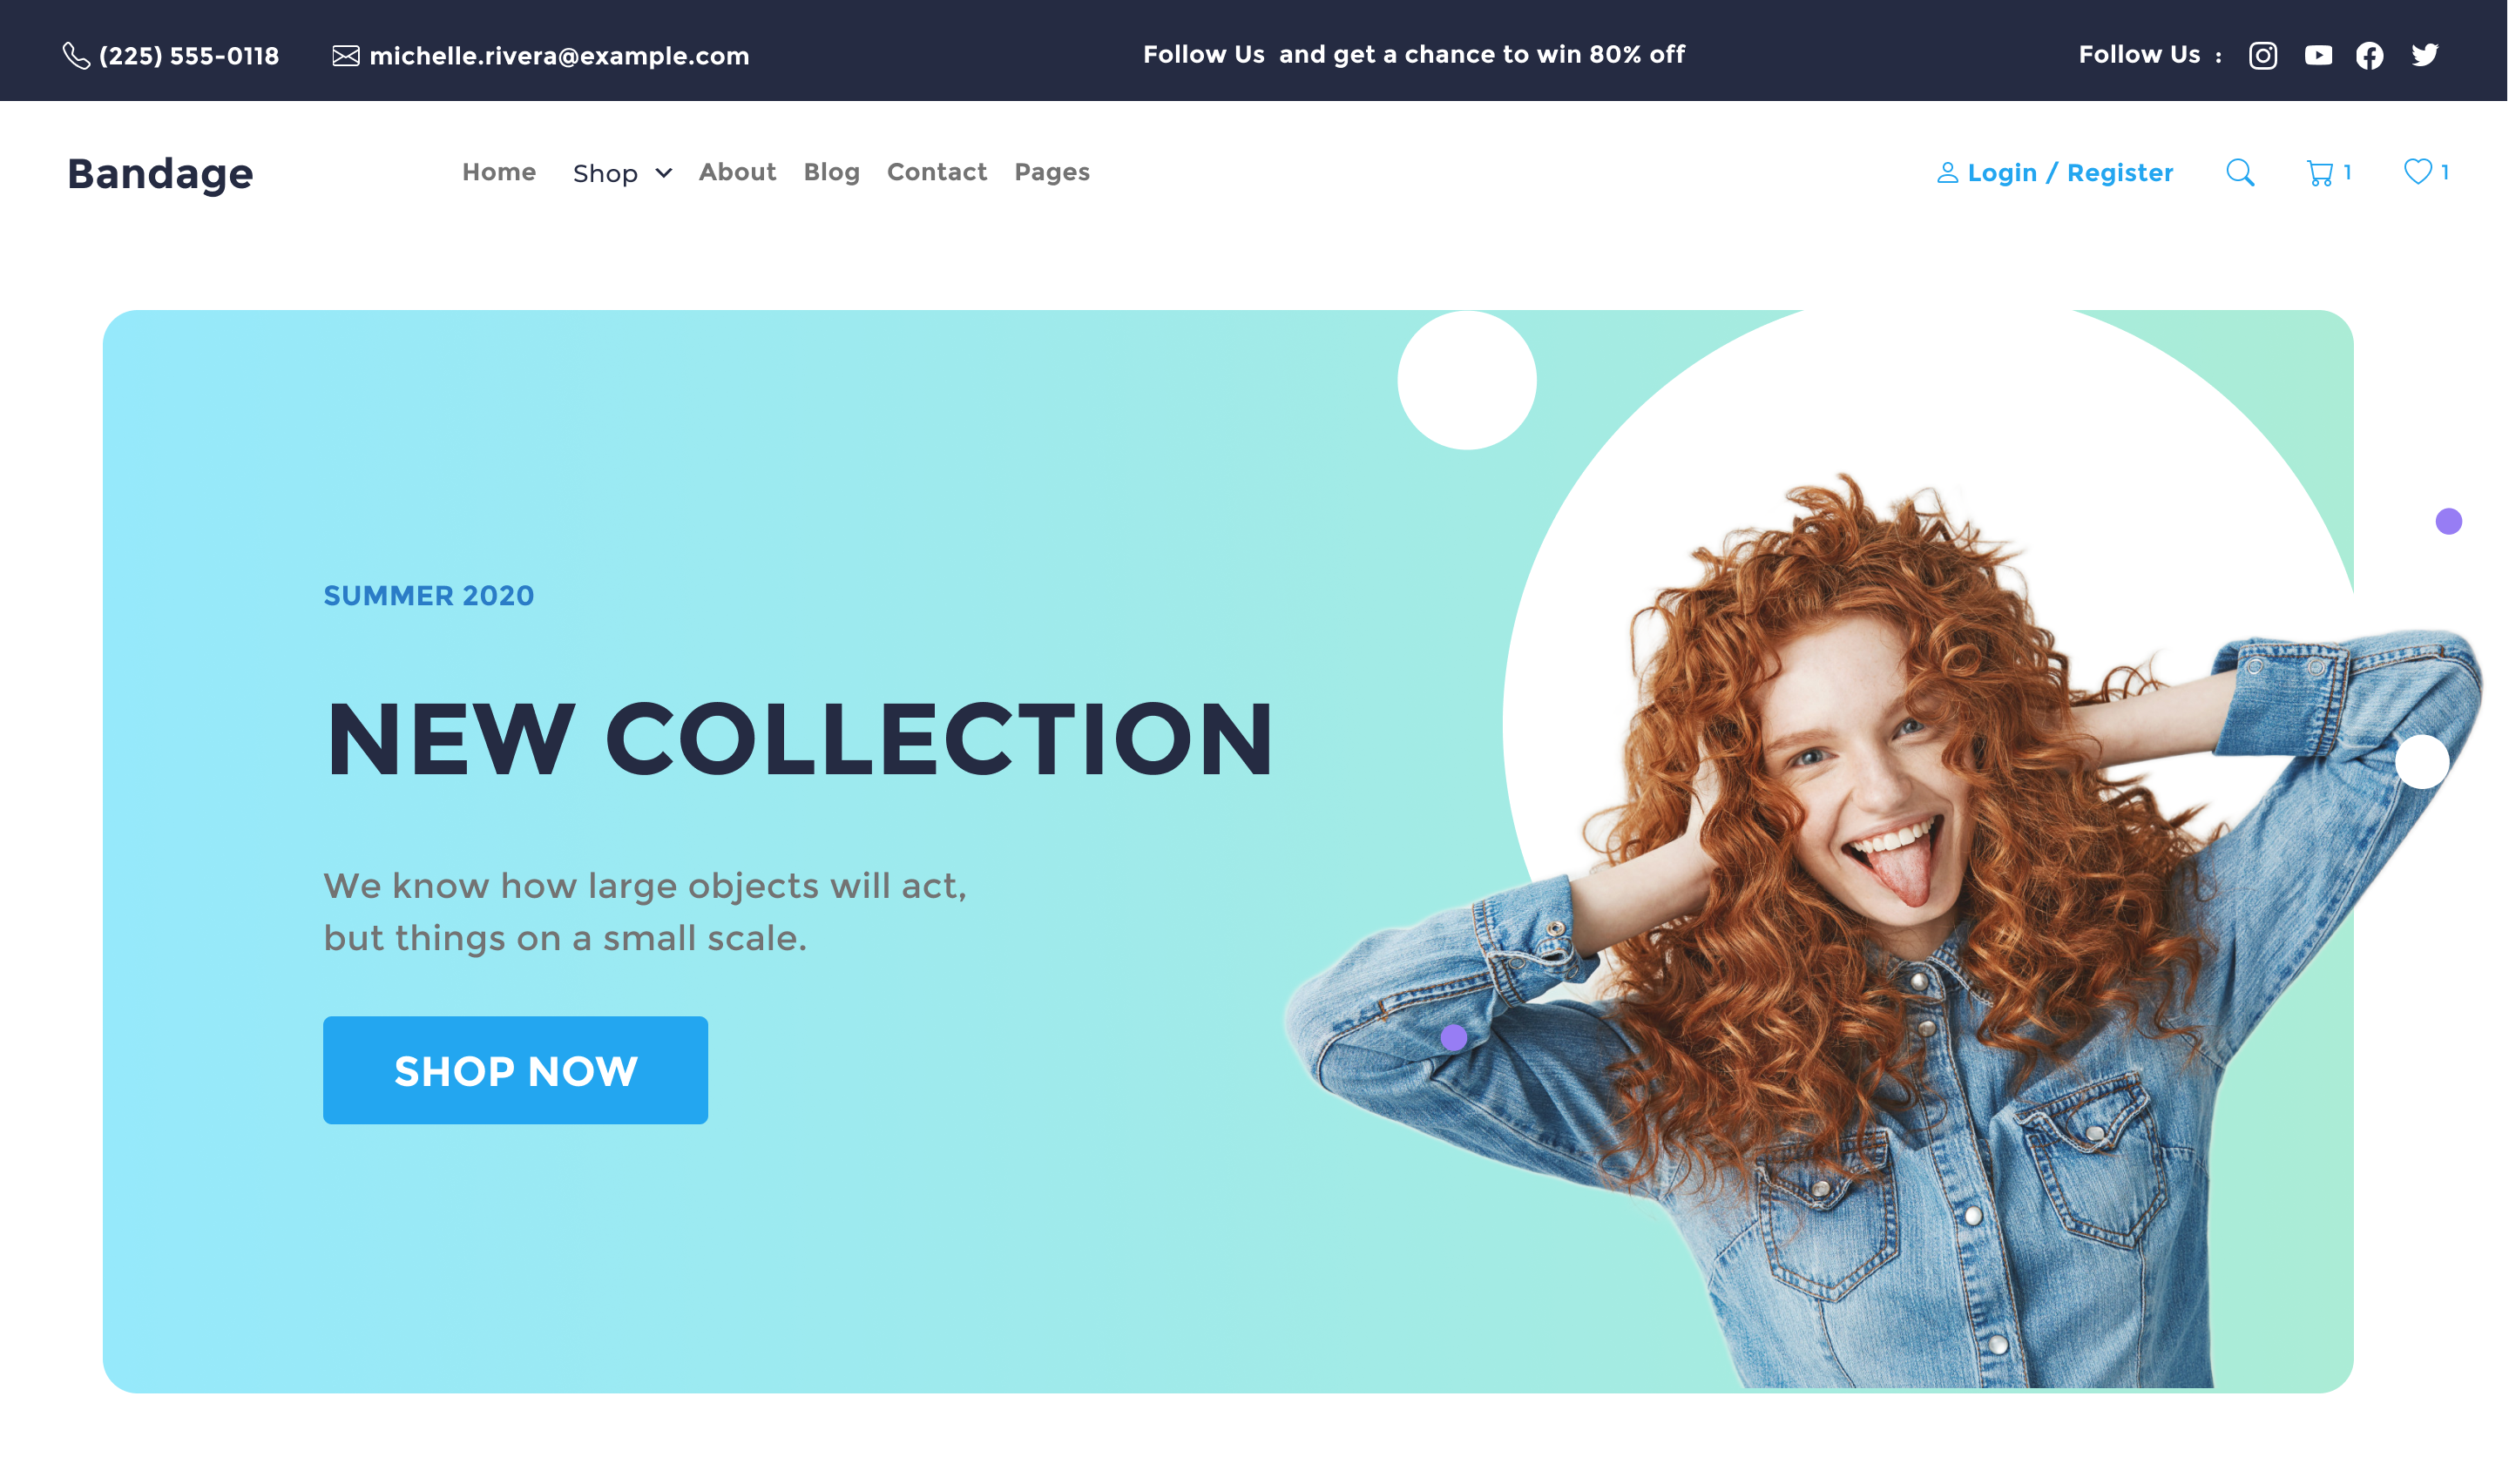 (225) 555-0118 michelle.rivera@example.com Follow Us and get a chance to win 80% off Follow Us :
Bandage Home Shop About Blog Contact Pages Login / Register 1 1
SUMMER 2020
NEW COLLECTION
We know how large objects will act,
but things on a small scale.
SHOP NOW